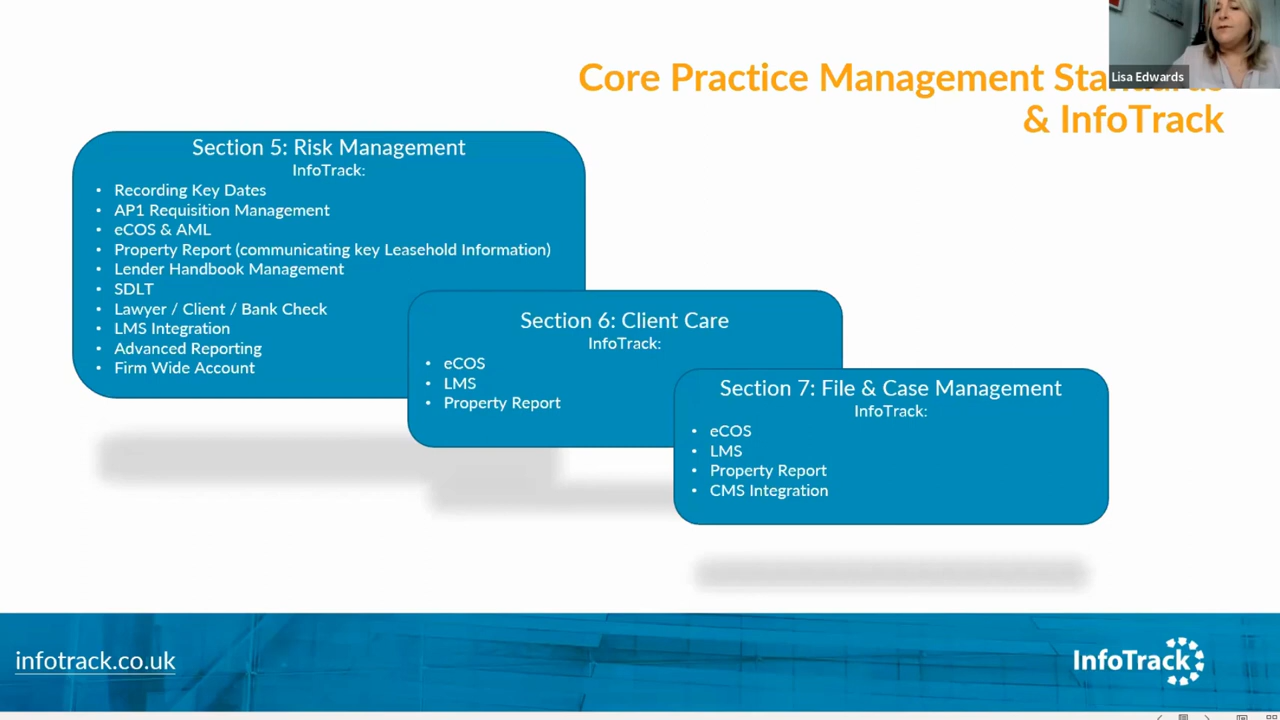 Core Practice Management
& InfoTrack
Lisa Edwards
Section 5: Risk Management
InfoTrack:
• Recording Key Dates
• AP1 Requisition Management
• eCOS & AML
• Property Report (communicating key Leasehold Information)
• Lender Handbook Management
• SDLT
• Lawyer / Client / Bank Check
• LMS Integration
• Advanced Reporting
• Firm Wide Account
Section 6: Client Care
InfoTrack:
• eCOS
• LMS
• Property Report
Section 7: File & Case Management
InfoTrack:
• eCOS
• LMS
• Property Report
• CMS Integration
infotrack.co.uk
InfoTrack